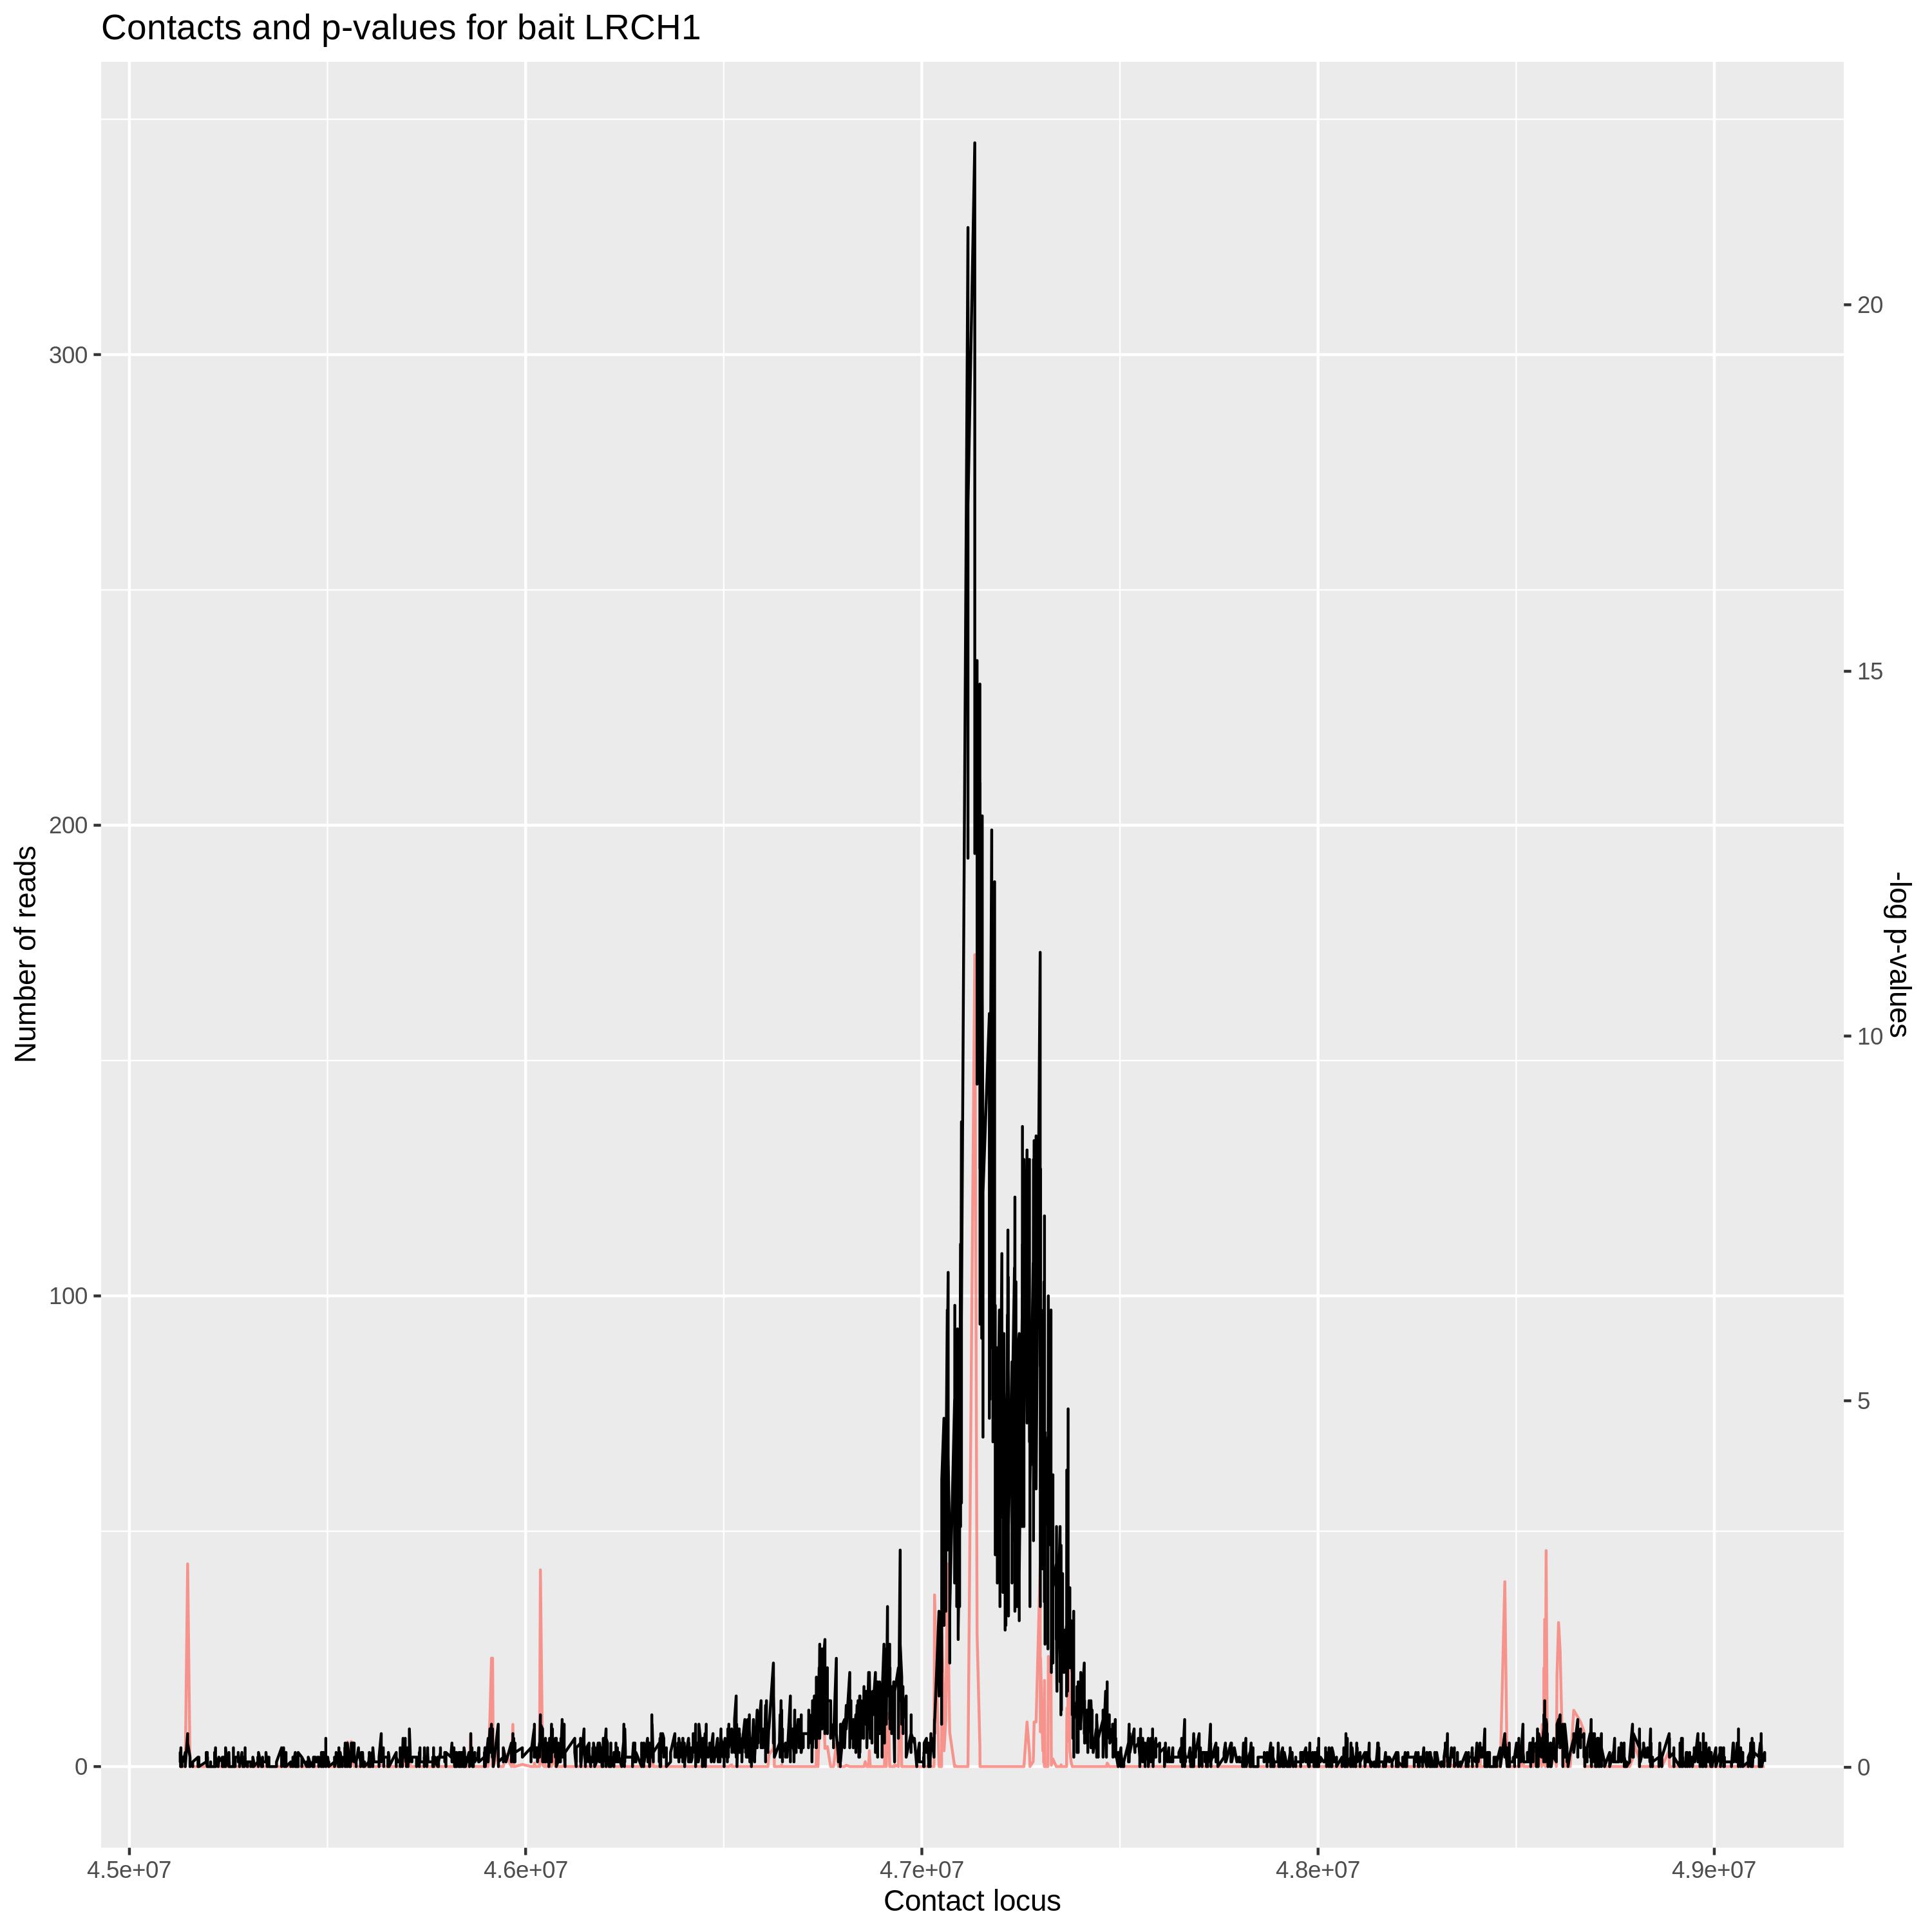 Contacts and p-values for bait LRCH1
300
200
100
0
Number of reads
20
15
10
5
0
-log p-values
4.5e+07 4.6e+07 4.7e+07 4.8e+07 4.9e+07
Contact locus